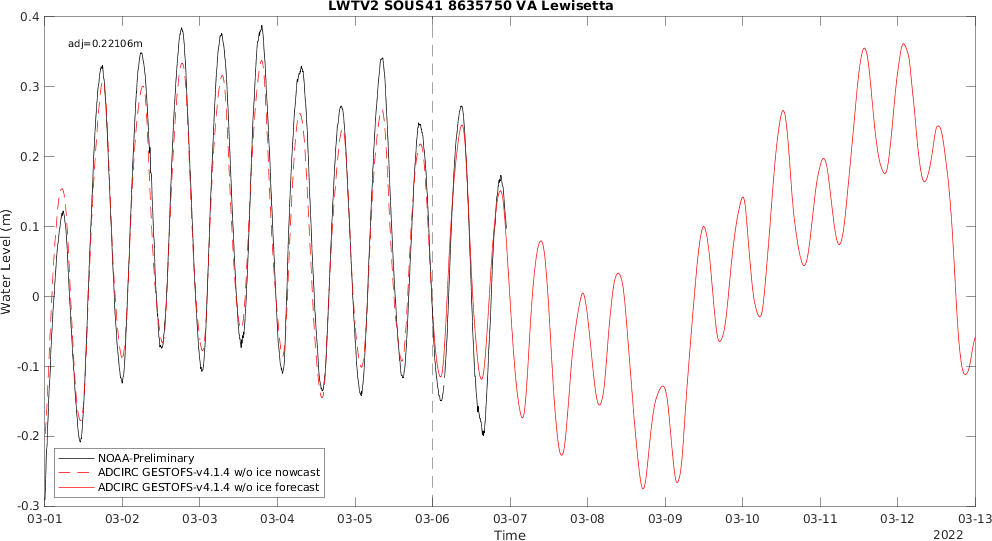 LWTV2 SOUS41 8635750 VA Lewisetta
adj=0.22106m
0.4
0.3
0.2
0.1
0
-0.1
-0.2
-0.3
Water Level (m)
NOAA-Preliminary
ADCIRC GESTOFS-v4.1.4 w/o ice nowcast
ADCIRC GESTOFS-v4.1.4 w/o ice forecast
03-01 03-02 03-03 03-04 03-05 03-06 03-07 03-08 03-09 03-10 03-11 03-12 03-13
Time
2022